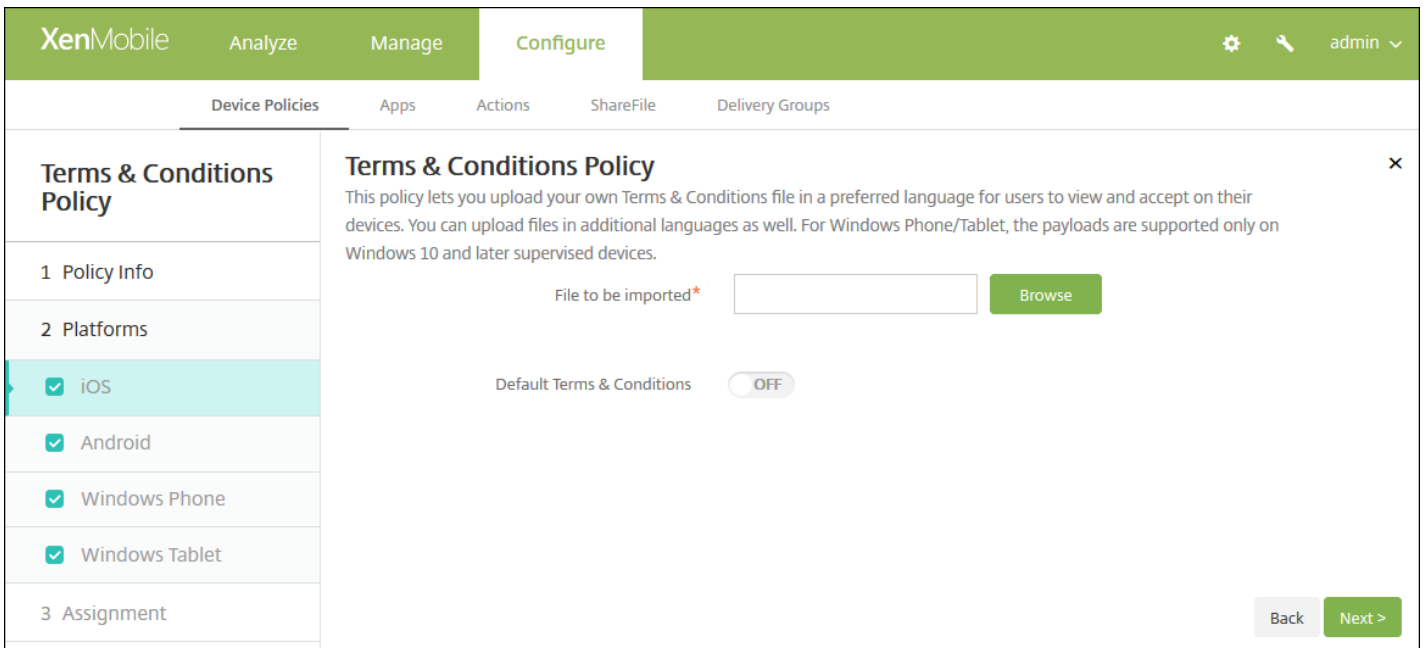 XenMobile Analyze Manage Configure admin
Device Policies Apps Actions ShareFile Delivery Groups
Terms & Conditions
Policy
1 Policy Info
2 Platforms
iOS
Android
Windows Phone
Windows Tablet
3 Assignment
Terms & Conditions Policy
This policy lets you upload your own Terms & Conditions file in a preferred language for users to view and accept on their
devices. You can upload files in additional languages as well. For Windows Phone/Tablet, the payloads are supported only on
Windows 10 and later supervised devices.
File to be imported* Browse
Default Terms & Conditions OFF
Back Next >